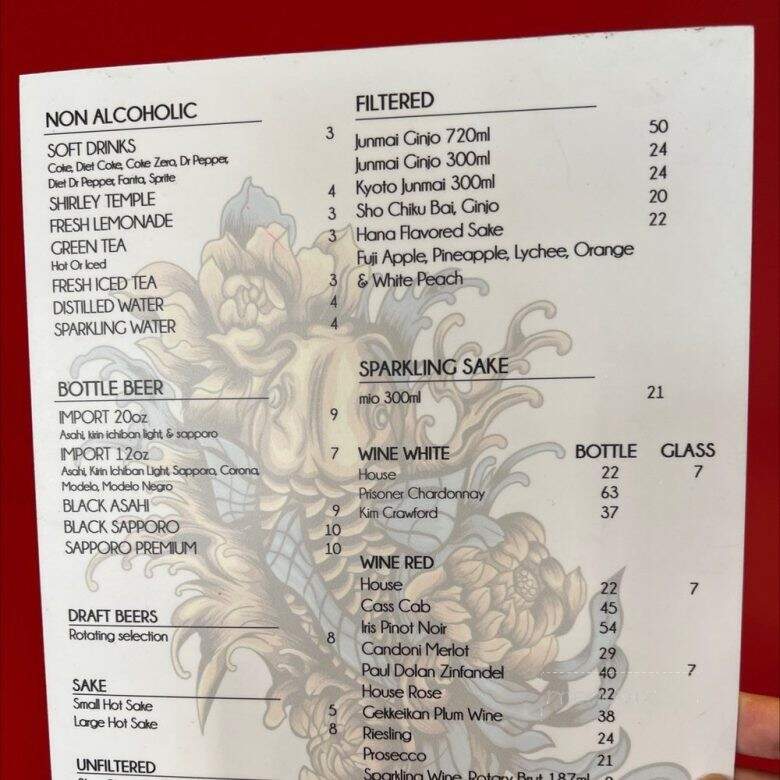 NON ALCOHOLIC
SOFT DRINKS 3
Coke, Diet Coke, Coke Zero, Dr Pepper,
Diet Dr Pepper, Fanta, Sprite
SHIRLEY TEMPLE 4
FRESH LEMONADE 3
GREEN TEA 3
Hot Or Iced
FRESH ICED TEA 3
DISTILLED WATER 4
SPARKLING WATER 4
BOTTLE BEER
IMPORT 20oz 9
Asahi, kirin ichiban light, & sapporo
IMPORT 12oz 7
Asahi, Kirin Ichiban Light, Sapporo, Corona,
Modelo, Modelo Negro
BLACK ASAHI 9
BLACK SAPPORO 10
SAPPORO PREMIUM 10
DRAFT BEERS
Rotating selection 8
SAKE
Small Hot Sake 5
Large Hot Sake 8
UNFILTERED
FILTERED
Junmai Ginjo 720ml 50
Junmai Ginjo 300ml 24
Kyoto Junmai 300ml 24
Sho Chiku Bai, Ginjo 20
Hana Flavored Sake 22
Fuji Apple, Pineapple, Lychee, Orange
& White Peach
SPARKLING SAKE
mio 300ml 21
WINE WHITE BOTTLE GLASS
House 22 7
Prisoner Chardonnay 63
Kim Crawford 37
WINE RED
House 22 7
Cass Cab 45
Iris Pinot Noir 54
Candoni Merlot 29
Paul Dolan Zinfandel 40 7
House Rose 22
Gekkeikan Plum Wine 38
Riesling 24
Prosecco 21
Sparkling Wine, Rotary Brut 187ml